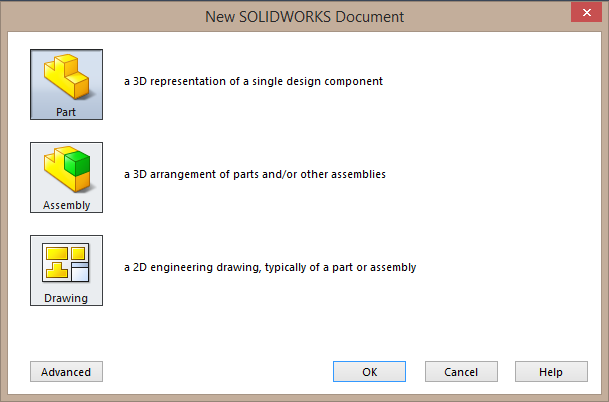 New SOLIDWORKS Document
Part
a 3D representation of a single design component
Assembly
a 3D arrangement of parts and/or other assemblies
Drawing
a 2D engineering drawing, typically of a part or assembly
Advanced
OK
Cancel
Help